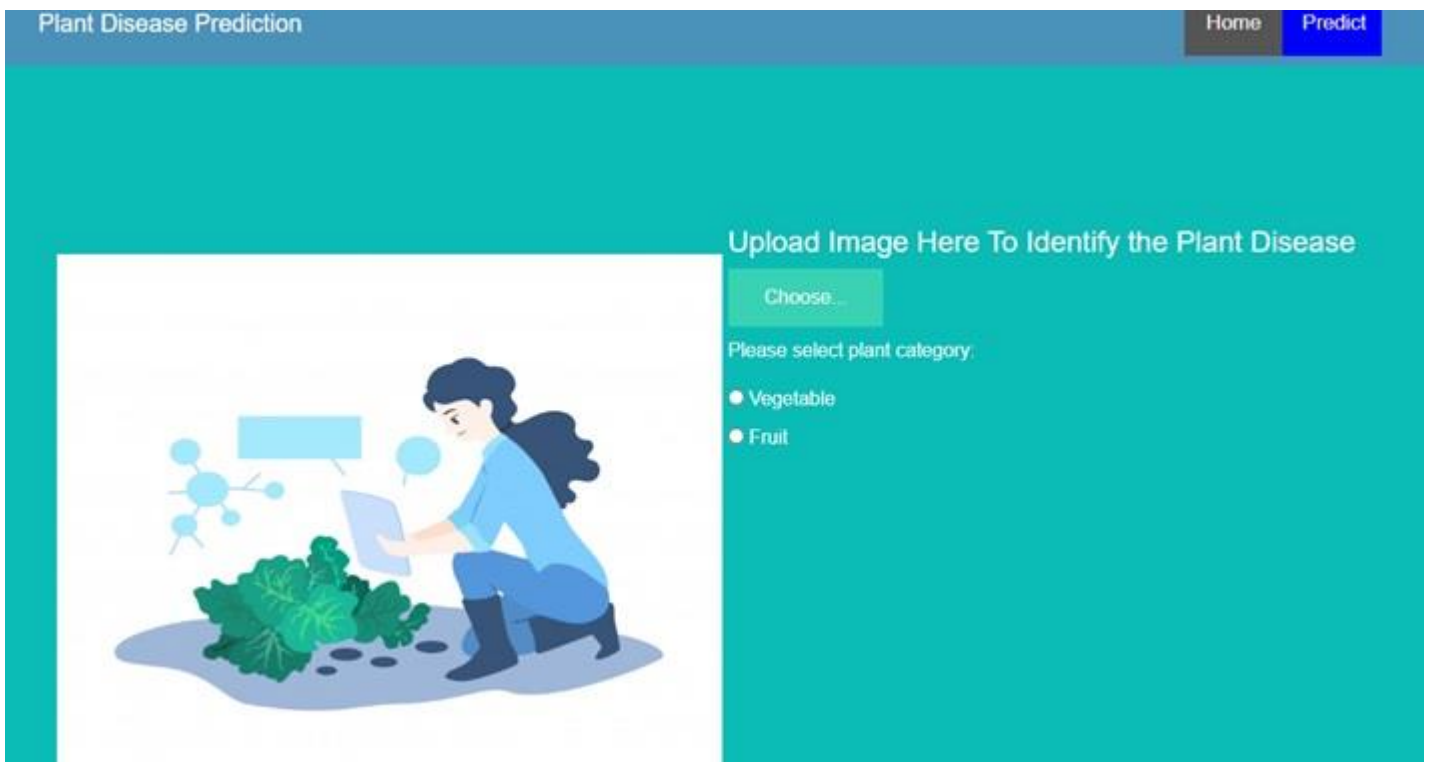 Plant Disease Prediction
Home
Predict
Upload Image Here To Identify the Plant Disease
Choose...
Please select plant category:
Vegetable
Fruit